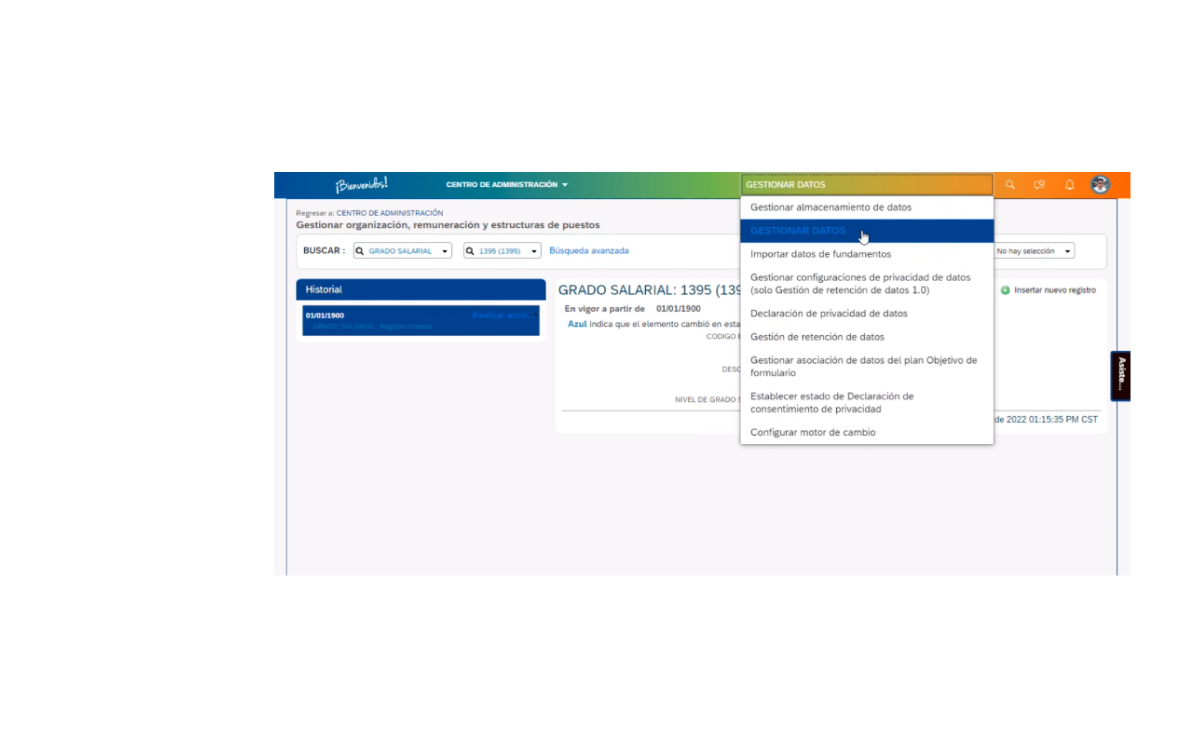 ¡Bienvenidos!
CENTRO DE ADMINISTRACIÓN
GESTIONAR DATOS
Regresar a: CENTRO DE ADMINISTRACIÓN
Gestionar organización, remuneración y estructuras de puestos
BUSCAR : GRADO SALARIAL 1395 (1395) Búsqueda avanzada
No hay selección
Gestionar almacenamiento de datos
GESTIONAR DATOS
Importar datos de fundamentos
Gestionar configuraciones de privacidad de datos
(solo Gestión de retención de datos 1.0)
Declaración de privacidad de datos
Gestión de retención de datos
Gestionar asociación de datos del plan Objetivo de
formulario
Establecer estado de Declaración de
consentimiento de privacidad
Configurar motor de cambio
Historial
01/01/1900 Realizar acció...
GRADO SALARIAL Registro creado
GRADO SALARIAL: 1395 (139
Insertar nuevo registro
En vigor a partir de 01/01/1900
Azul indica que el elemento cambió en esta
CODIGO
DESC
NIVEL DE GRADO
de 2022 01:15:35 PM CST
Asiste...